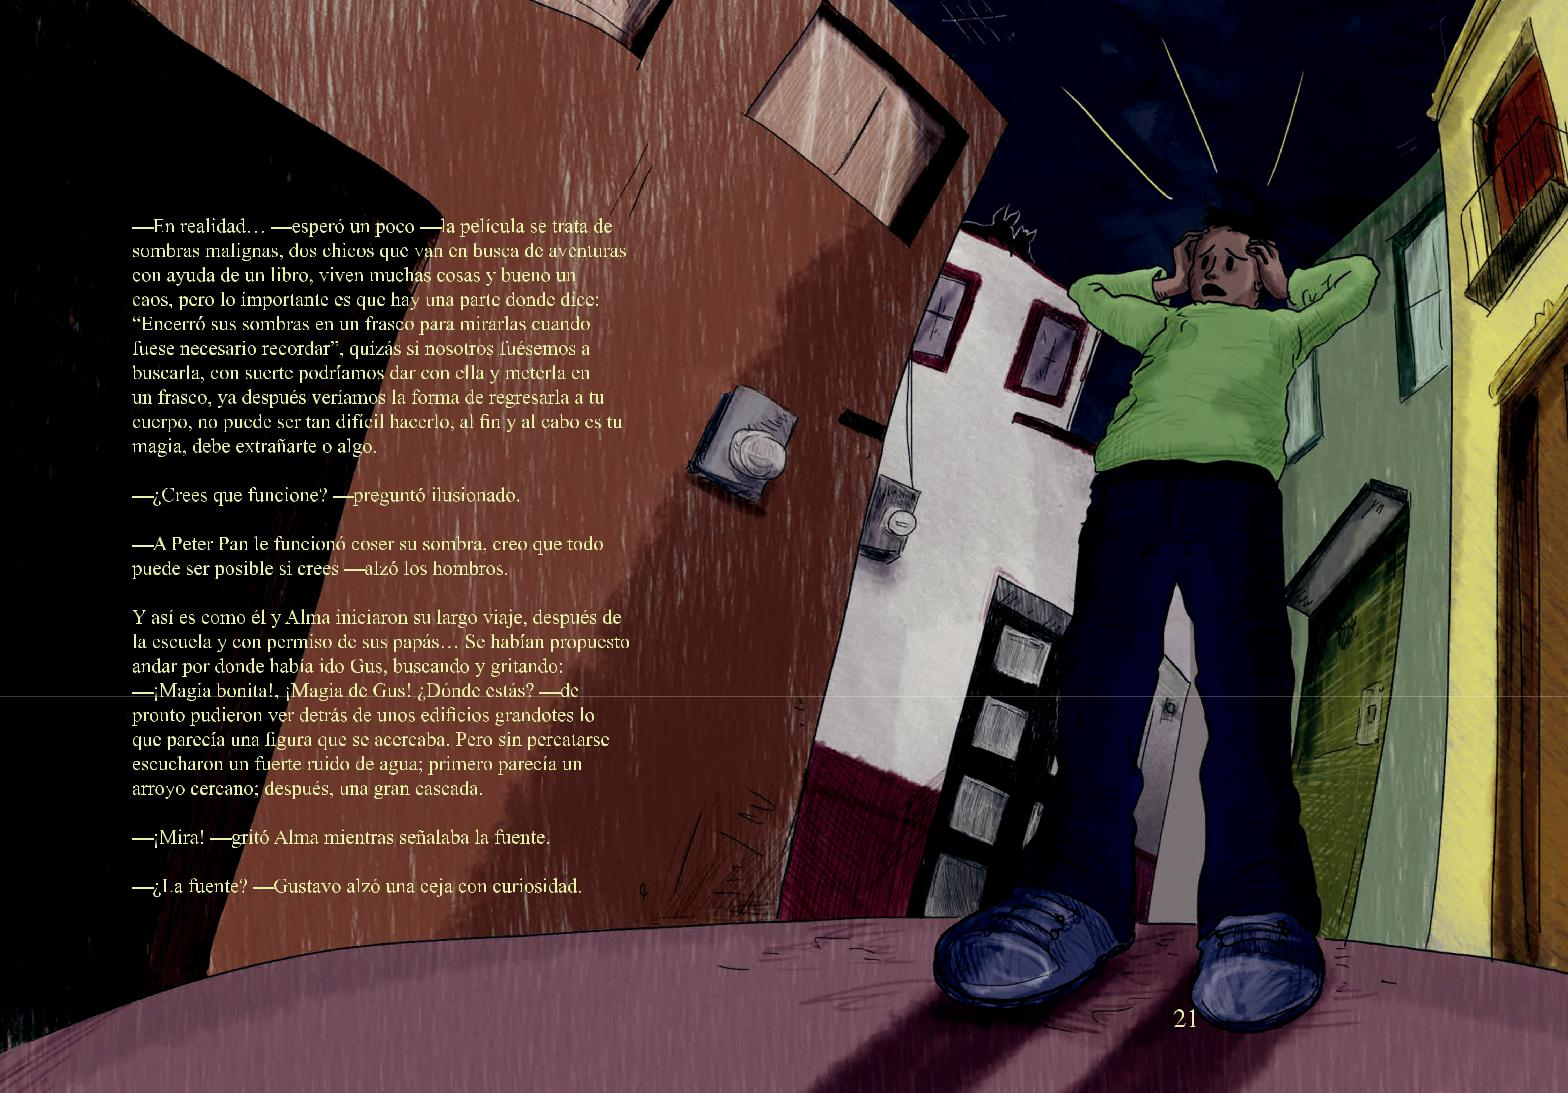 —En realidad… —esperó un poco —la película se trata de
sombras malignas, dos chicos que van en busca de aventuras
con ayuda de un libro, viven muchas cosas y bueno un
caos, pero lo importante es que hay una parte donde dice:
“Encerró sus sombras en un frasco para mirarlas cuando
fuese necesario recordar”, quizás si nosotros fuésemos a
buscarla, con suerte podríamos dar con ella y meterla en
un frasco, ya después veríamos la forma de regresarla a tu
cuerpo, no puede ser tan difícil hacerlo, al fin y al cabo es tu
magia, debe extrañarte o algo.
—¿Crees que funcione? —preguntó ilusionado.
—A Peter Pan le funcionó coser su sombra, creo que todo
puede ser posible si crees —alzó los hombros.
Y así es como él y Alma iniciaron su largo viaje, después de
la escuela y con permiso de sus papás… Se habían propuesto
andar por donde había ido Gus, buscando y gritando:
—¡Magia bonita!, ¡Magia de Gus! ¿Dónde estás? —de
pronto pudieron ver detrás de unos edificios grandotes lo
que parecía una figura que se acercaba. Pero sin percatarse
escucharon un fuerte ruido de agua; primero parecía un
arroyo cercano; después, una gran cascada.
—¡Mira! —gritó Alma mientras señalaba la fuente.
—¿La fuente? —Gustavo alzó una ceja con curiosidad.
21